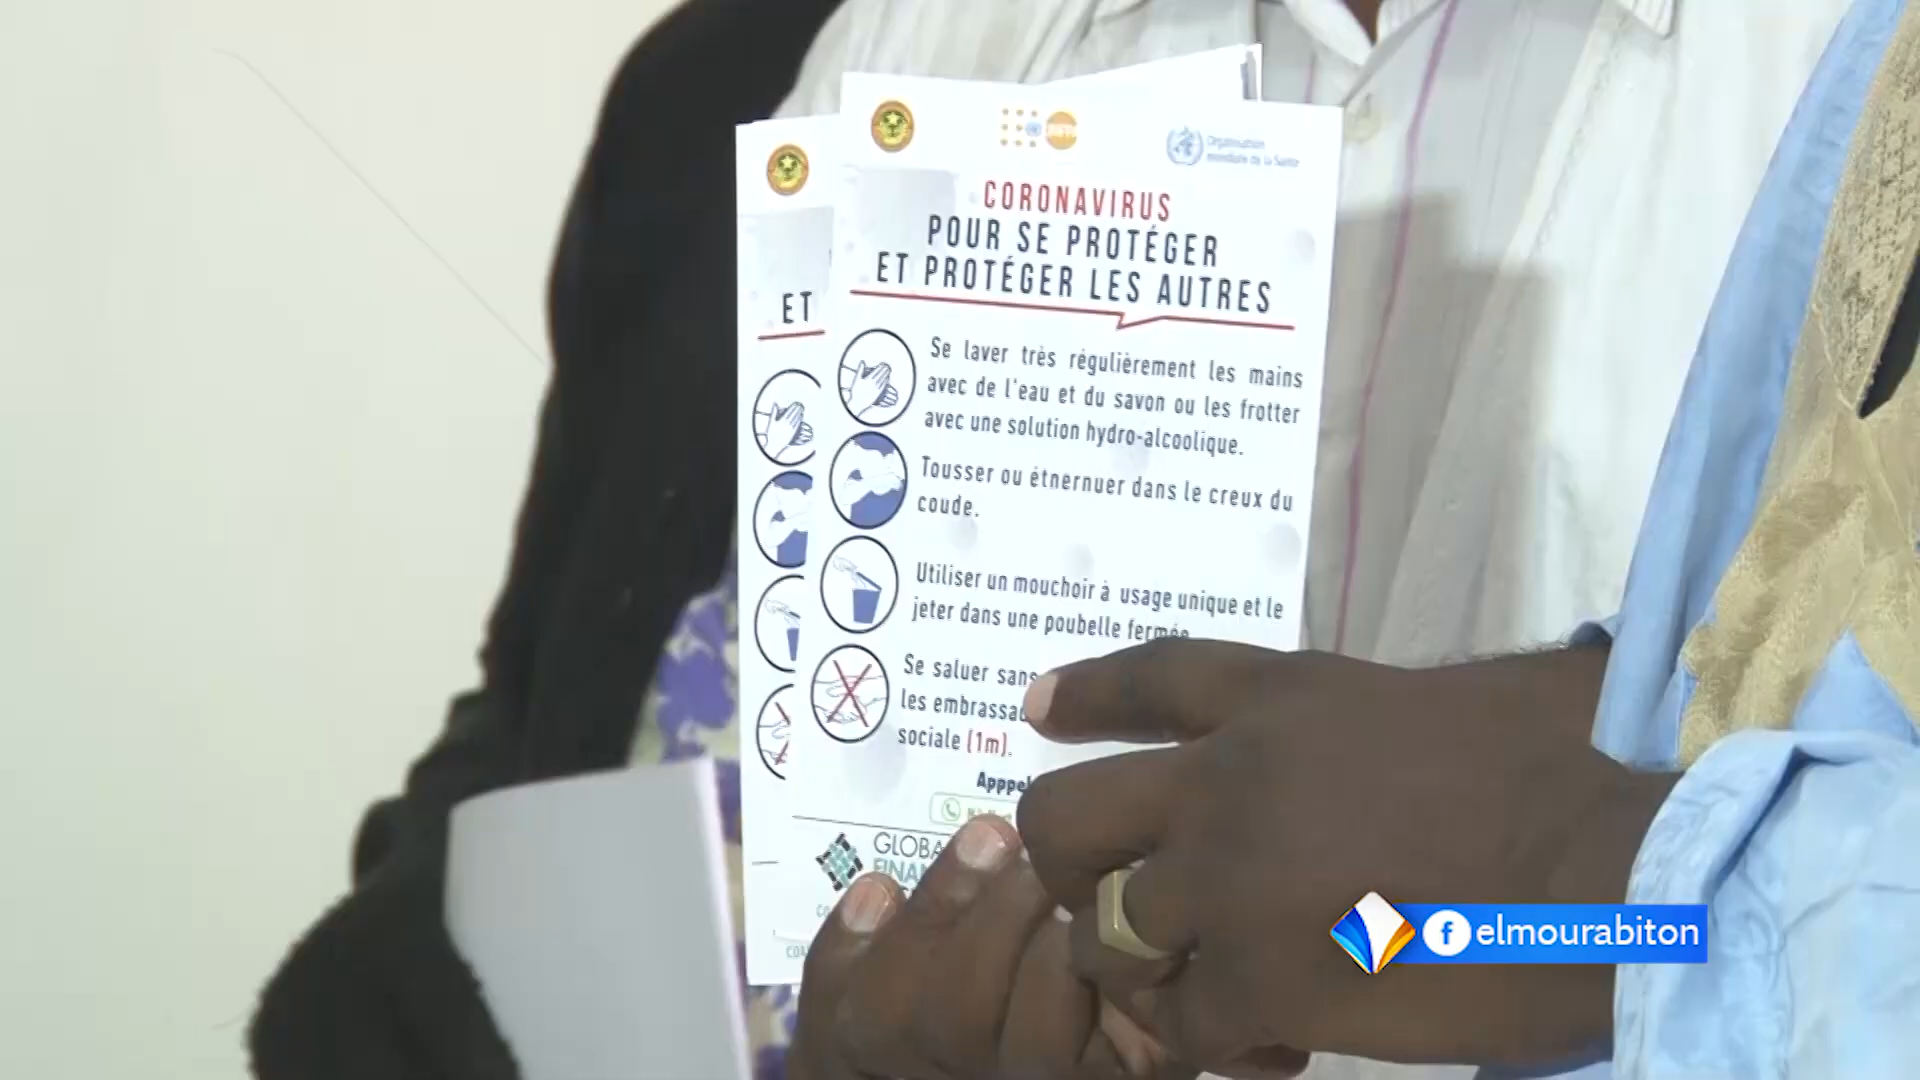 Organisation
mondiale de la Santé
CORONAVIRUS
POUR SE PROTÉGER
ET PROTÉGER LES AUTRES
ET
Se laver très régulièrement les mains
avec de l'eau et du savon ou les frotter
avec une solution hydro-alcoolique.
Tousser ou étnernuer dans le creux du
coude.
Utiliser un mouchoir à usage unique et le
jeter dans une poubelle fermée
Se saluer sans
les embrassad
sociale (1m).
Apppel
GLOBA
FINAN
elmourabiton